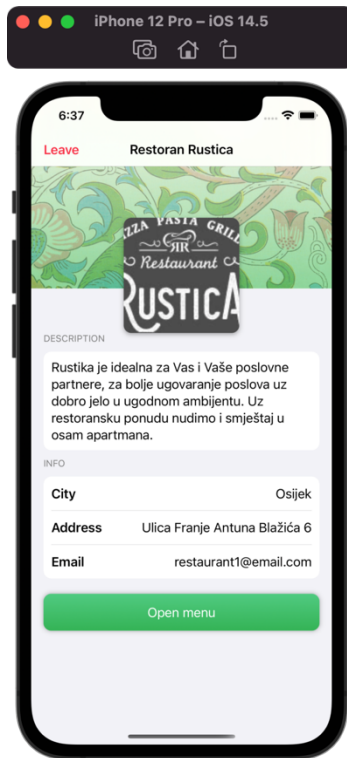 iPhone 12 Pro – iOS 14.5
6:37
Leave
Restoran Rustica
PIZZA PASTA GRILL
RR
Restaurant
RUSTICA
DESCRIPTION
Rustika je idealna za Vas i Vaše poslovne
partnere, za bolje ugovaranje poslova uz
dobro jelo u ugodnom ambijentu. Uz
restoransku ponudu nudimo i smještaj u
osam apartmana.
INFO
City Osijek
Address Ulica Franje Antuna Blažića 6
Email restaurant1@email.com
Open menu